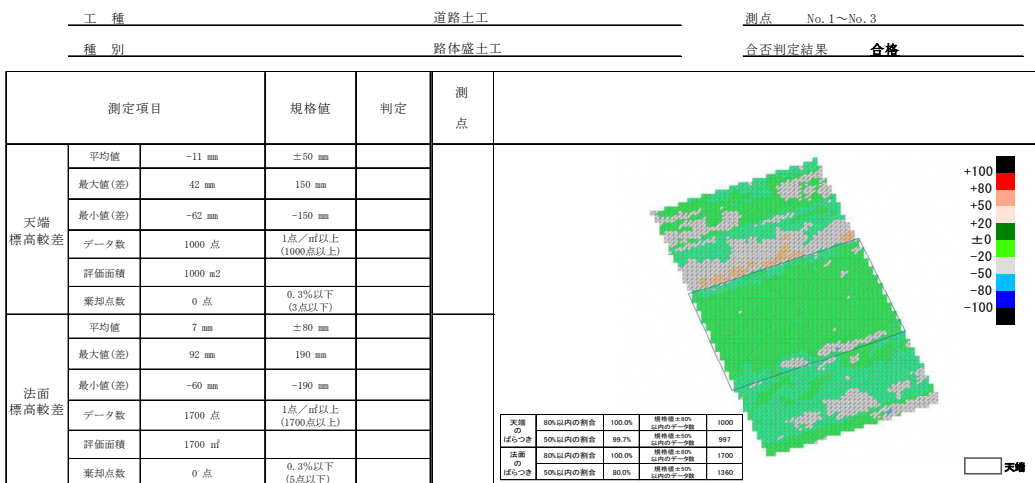 工 種 道路土工 測点 No.1～No.3
種 別 路体盛土工 合否判定結果 合格
測定項目 規格値 判定 測点
天端標高較差
平均値 -11 mm ±50 mm
最大値(差) 42 mm 150 mm
最小値(差) -62 mm -150 mm
データ数 1000 点 1点／㎡以上
(1000点以上)
評価面積 1000 m2
棄却点数 0 点 0.3%以下
(3点以下)
法面標高較差
平均値 7 mm ±80 mm
最大値(差) 92 mm 190 mm
最小値(差) -60 mm -190 mm
データ数 1700 点 1点／㎡以上
(1700点以上)
評価面積 1700 ㎡
棄却点数 0 点 0.3%以下
(5点以下)
+100
+80
+50
+20
±0
-20
-50
-80
-100
天端のばらつき
80%以内の割合 100.0% 規格値±80%以内のデータ数 1000
50%以内の割合 99.7% 規格値±50%以内のデータ数 997
法面のばらつき
80%以内の割合 100.0% 規格値±80%以内のデータ数 1700
50%以内の割合 80.0% 規格値±50%以内のデータ数 1360
天端